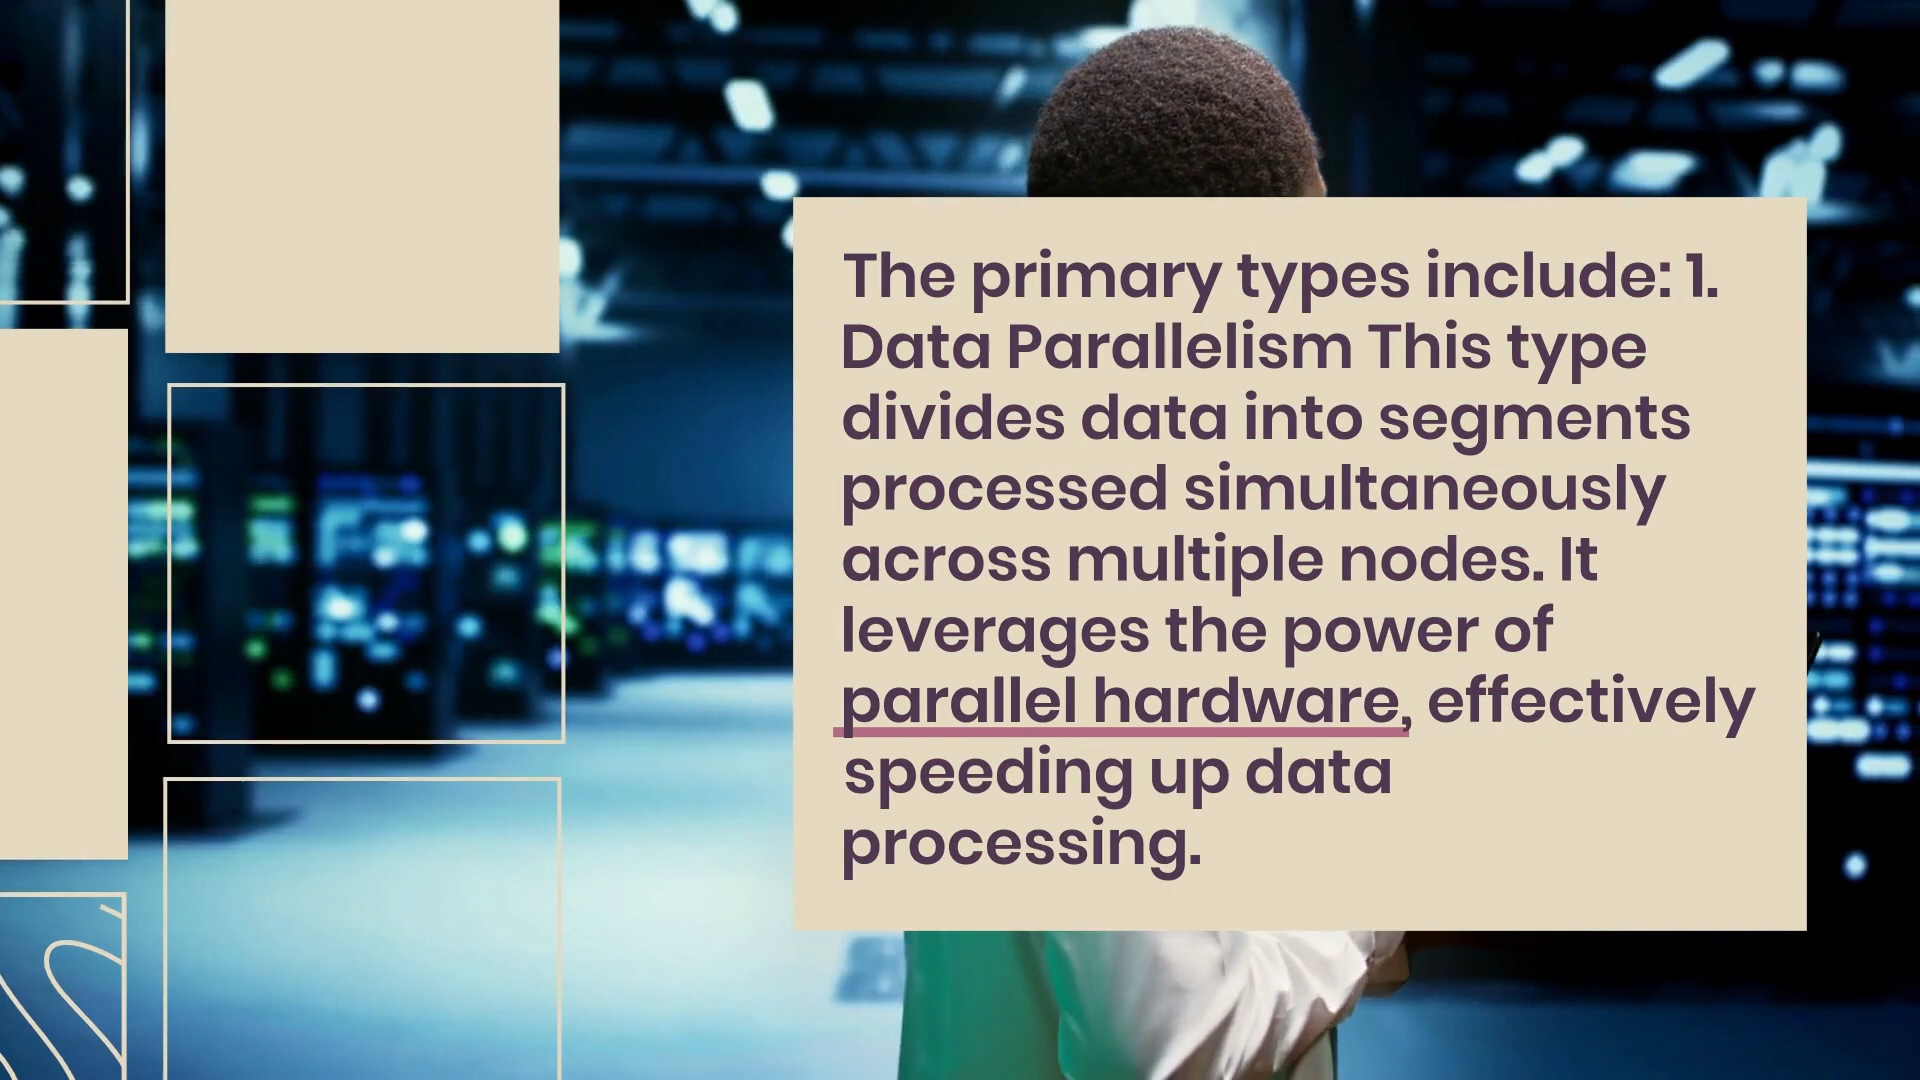 The primary types include: 1.
Data Parallelism This type
divides data into segments
processed simultaneously
across multiple nodes. It
leverages the power of
parallel hardware, effectively
speeding up data
processing.